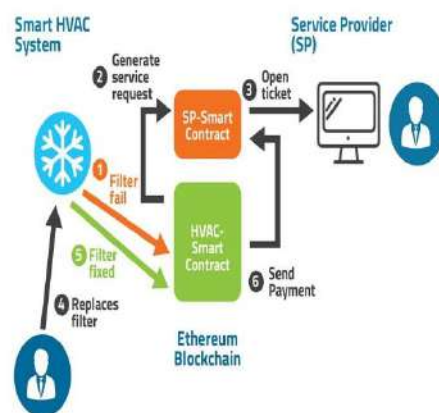 Smart HVAC
System
Service Provider
(SP)
2 Generate
service
request
3 Open
ticket
SP-Smart
Contract
1 Filter
fail
HVAC-
Smart
Contract
5 Filter
fixed
4 Replaces
filter
6 Send
Payment
Ethereum
Blockchain